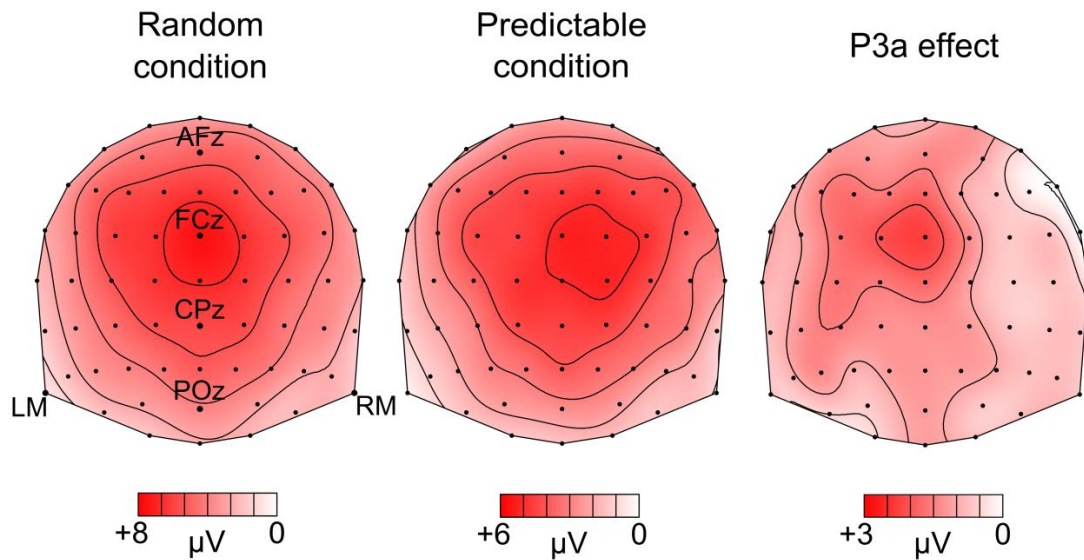 Random
condition
Predictable
condition
P3a effect
AFz
FCz
CPz
POz
LM
RM
+8 0
µV
+6 0
µV
+3 0
µV